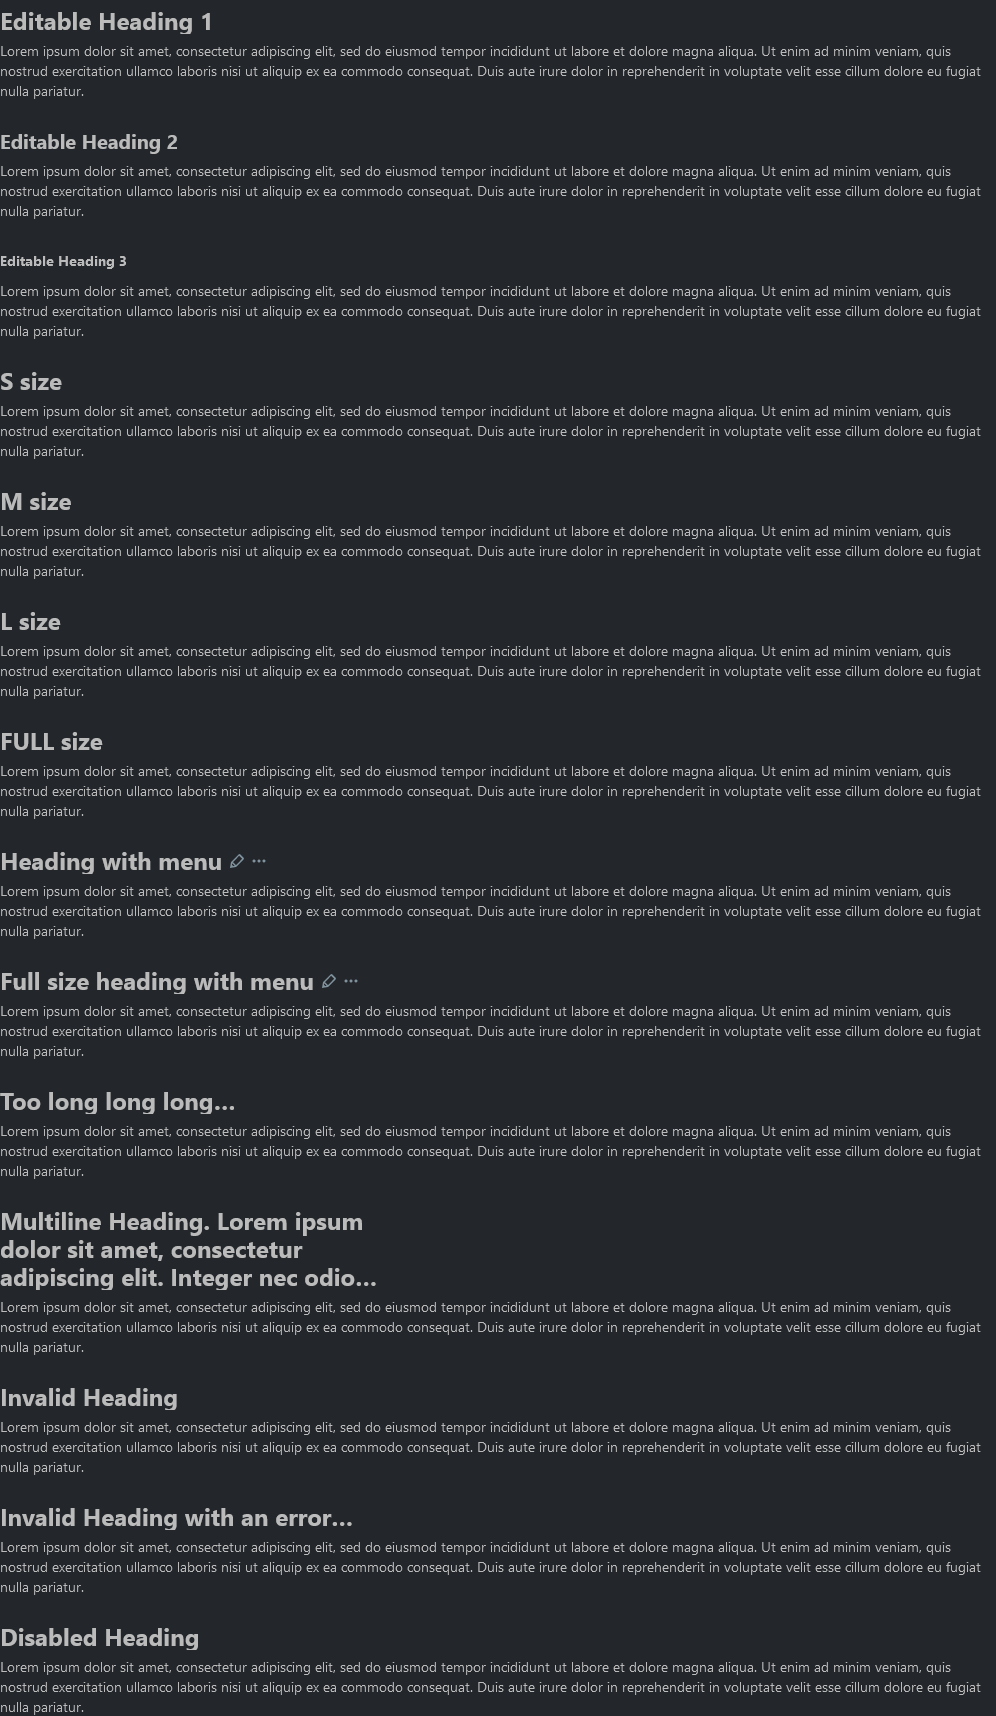 Editable Heading 1
Lorem ipsum dolor sit amet, consectetur adipiscing elit, sed do eiusmod tempor incididunt ut labore et dolore magna aliqua. Ut enim ad minim veniam, quis
nostrud exercitation ullamco laboris nisi ut aliquip ex ea commodo consequat. Duis aute irure dolor in reprehenderit in voluptate velit esse cillum dolore eu fugiat
nulla pariatur.
Editable Heading 2
Lorem ipsum dolor sit amet, consectetur adipiscing elit, sed do eiusmod tempor incididunt ut labore et dolore magna aliqua. Ut enim ad minim veniam, quis
nostrud exercitation ullamco laboris nisi ut aliquip ex ea commodo consequat. Duis aute irure dolor in reprehenderit in voluptate velit esse cillum dolore eu fugiat
nulla pariatur.
Editable Heading 3
Lorem ipsum dolor sit amet, consectetur adipiscing elit, sed do eiusmod tempor incididunt ut labore et dolore magna aliqua. Ut enim ad minim veniam, quis
nostrud exercitation ullamco laboris nisi ut aliquip ex ea commodo consequat. Duis aute irure dolor in reprehenderit in voluptate velit esse cillum dolore eu fugiat
nulla pariatur.
S size
Lorem ipsum dolor sit amet, consectetur adipiscing elit, sed do eiusmod tempor incididunt ut labore et dolore magna aliqua. Ut enim ad minim veniam, quis
nostrud exercitation ullamco laboris nisi ut aliquip ex ea commodo consequat. Duis aute irure dolor in reprehenderit in voluptate velit esse cillum dolore eu fugiat
nulla pariatur.
M size
Lorem ipsum dolor sit amet, consectetur adipiscing elit, sed do eiusmod tempor incididunt ut labore et dolore magna aliqua. Ut enim ad minim veniam, quis
nostrud exercitation ullamco laboris nisi ut aliquip ex ea commodo consequat. Duis aute irure dolor in reprehenderit in voluptate velit esse cillum dolore eu fugiat
nulla pariatur.
L size
Lorem ipsum dolor sit amet, consectetur adipiscing elit, sed do eiusmod tempor incididunt ut labore et dolore magna aliqua. Ut enim ad minim veniam, quis
nostrud exercitation ullamco laboris nisi ut aliquip ex ea commodo consequat. Duis aute irure dolor in reprehenderit in voluptate velit esse cillum dolore eu fugiat
nulla pariatur.
FULL size
Lorem ipsum dolor sit amet, consectetur adipiscing elit, sed do eiusmod tempor incididunt ut labore et dolore magna aliqua. Ut enim ad minim veniam, quis
nostrud exercitation ullamco laboris nisi ut aliquip ex ea commodo consequat. Duis aute irure dolor in reprehenderit in voluptate velit esse cillum dolore eu fugiat
nulla pariatur.
Heading with menu
Lorem ipsum dolor sit amet, consectetur adipiscing elit, sed do eiusmod tempor incididunt ut labore et dolore magna aliqua. Ut enim ad minim veniam, quis
nostrud exercitation ullamco laboris nisi ut aliquip ex ea commodo consequat. Duis aute irure dolor in reprehenderit in voluptate velit esse cillum dolore eu fugiat
nulla pariatur.
Full size heading with menu
Lorem ipsum dolor sit amet, consectetur adipiscing elit, sed do eiusmod tempor incididunt ut labore et dolore magna aliqua. Ut enim ad minim veniam, quis
nostrud exercitation ullamco laboris nisi ut aliquip ex ea commodo consequat. Duis aute irure dolor in reprehenderit in voluptate velit esse cillum dolore eu fugiat
nulla pariatur.
Too long long long...
Lorem ipsum dolor sit amet, consectetur adipiscing elit, sed do eiusmod tempor incididunt ut labore et dolore magna aliqua. Ut enim ad minim veniam, quis
nostrud exercitation ullamco laboris nisi ut aliquip ex ea commodo consequat. Duis aute irure dolor in reprehenderit in voluptate velit esse cillum dolore eu fugiat
nulla pariatur.
Multiline Heading. Lorem ipsum
dolor sit amet, consectetur
adipiscing elit. Integer nec odio...
Lorem ipsum dolor sit amet, consectetur adipiscing elit, sed do eiusmod tempor incididunt ut labore et dolore magna aliqua. Ut enim ad minim veniam, quis
nostrud exercitation ullamco laboris nisi ut aliquip ex ea commodo consequat. Duis aute irure dolor in reprehenderit in voluptate velit esse cillum dolore eu fugiat
nulla pariatur.
Invalid Heading
Lorem ipsum dolor sit amet, consectetur adipiscing elit, sed do eiusmod tempor incididunt ut labore et dolore magna aliqua. Ut enim ad minim veniam, quis
nostrud exercitation ullamco laboris nisi ut aliquip ex ea commodo consequat. Duis aute irure dolor in reprehenderit in voluptate velit esse cillum dolore eu fugiat
nulla pariatur.
Invalid Heading with an error...
Lorem ipsum dolor sit amet, consectetur adipiscing elit, sed do eiusmod tempor incididunt ut labore et dolore magna aliqua. Ut enim ad minim veniam, quis
nostrud exercitation ullamco laboris nisi ut aliquip ex ea commodo consequat. Duis aute irure dolor in reprehenderit in voluptate velit esse cillum dolore eu fugiat
nulla pariatur.
Disabled Heading
Lorem ipsum dolor sit amet, consectetur adipiscing elit, sed do eiusmod tempor incididunt ut labore et dolore magna aliqua. Ut enim ad minim veniam, quis
nostrud exercitation ullamco laboris nisi ut aliquip ex ea commodo consequat. Duis aute irure dolor in reprehenderit in voluptate velit esse cillum dolore eu fugiat
nulla pariatur.